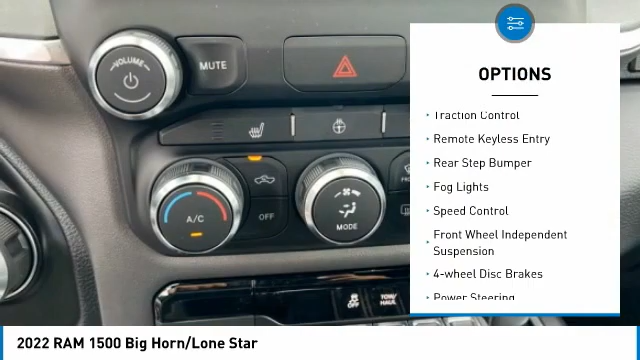 VOLUME
MUTE
A/C
OFF
MODE
OFF
TOW/
HAUL
OPTIONS
Traction Control
Remote Keyless Entry
Rear Step Bumper
Fog Lights
Speed Control
Front Wheel Independent
Suspension
4-wheel Disc Brakes
Power Steering
2022 RAM 1500 Big Horn/Lone Star